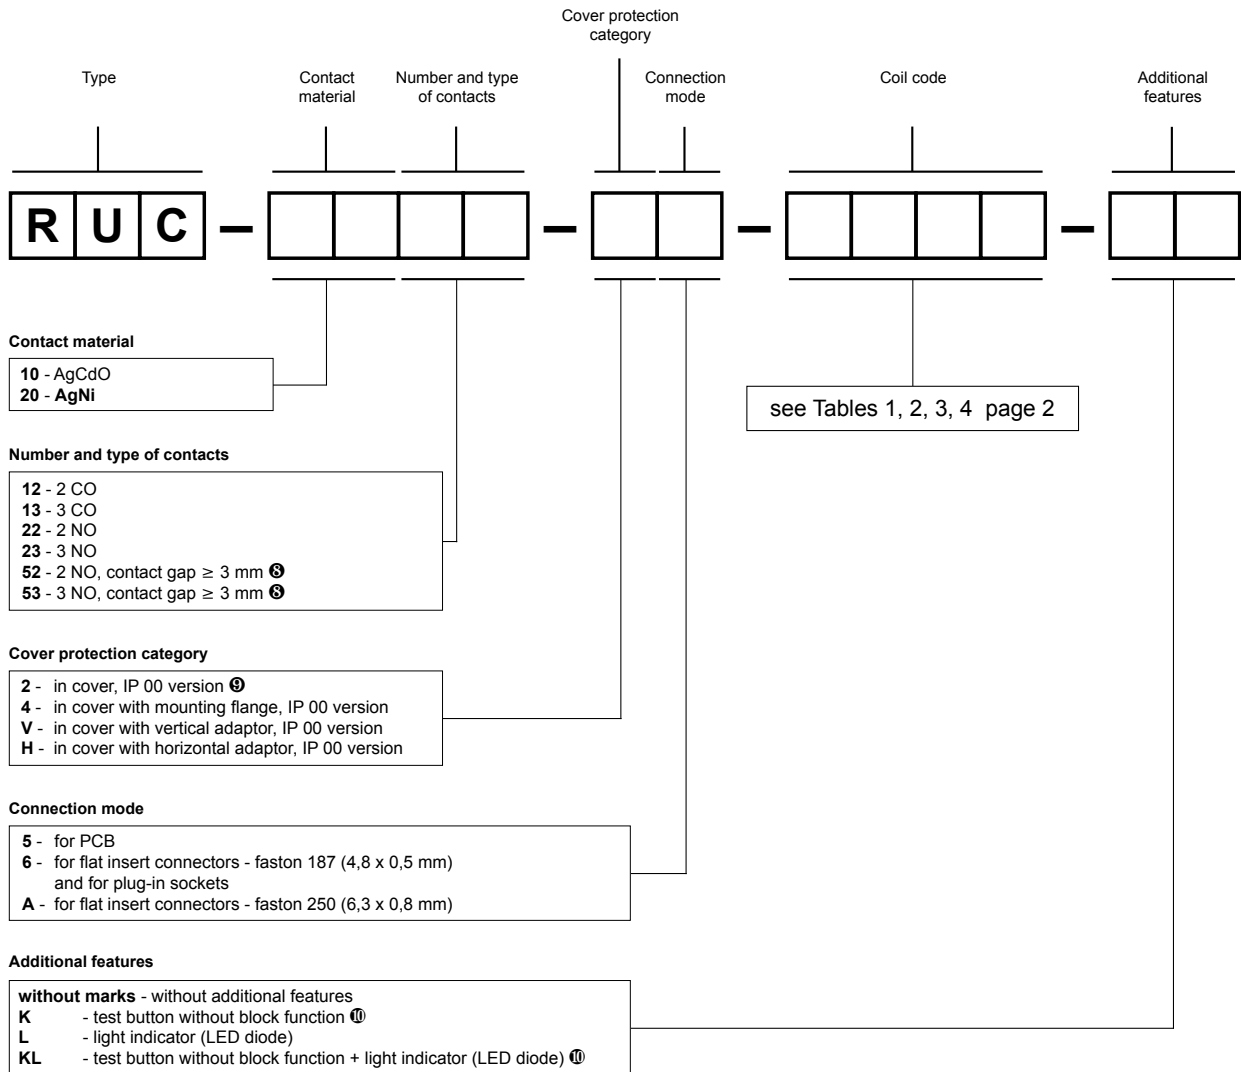 Cover protection
category
Type
Contact
material
Number and type
of contacts
Connection
mode
Coil code
Additional
features
R U C – – – –
Contact material
10 - AgCdO
20 - AgNi
see Tables 1, 2, 3, 4 page 2
Number and type of contacts
12 - 2 CO
13 - 3 CO
22 - 2 NO
23 - 3 NO
52 - 2 NO, contact gap ≥ 3 mm ❽
53 - 3 NO, contact gap ≥ 3 mm ❽
Cover protection category
2 - in cover, IP 00 version ❾
4 - in cover with mounting flange, IP 00 version
V - in cover with vertical adaptor, IP 00 version
H - in cover with horizontal adaptor, IP 00 version
Connection mode
5 - for PCB
6 - for flat insert connectors - faston 187 (4,8 x 0,5 mm)
and for plug-in sockets
A - for flat insert connectors - faston 250 (6,3 x 0,8 mm)
Additional features
without marks - without additional features
K - test button without block function ❿
L - light indicator (LED diode)
KL - test button without block function + light indicator (LED diode) ❿